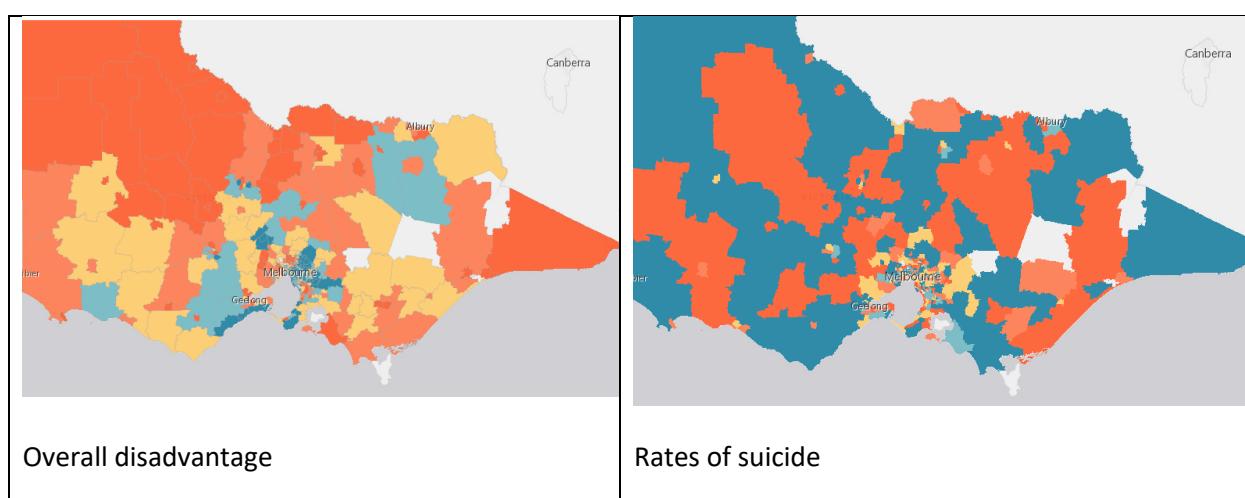 Canberra
Albury
Melbourne
Geelong
Overall disadvantage
Canberra
Albury
Melbourne
Geelong
Rates of suicide